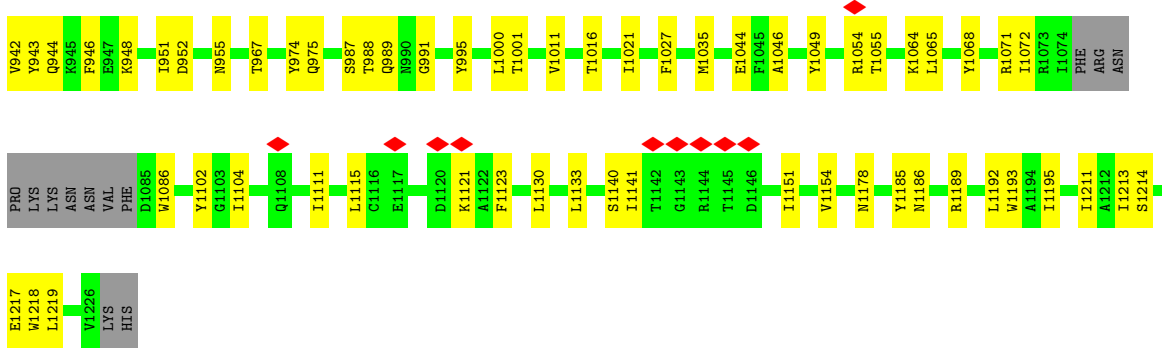 V942 Y943 Q944 K945 F946 E947 K948 I951 D952 N955 T967 Y974 Q975 S987 T988 Q989 N990 G991 Y995 L1000 T1001 V1011 T1016 I1021 F1027 M1035 E1044 F1045 A1046 Y1049 R1054 T1055 K1064 L1065 Y1068 R1071 I1072 R1073 I1074 PHE ARG ASN
PRO LYS LYS ASN ASN VAL PHE D1085 W1086 Y1102 G1103 I1104 Q1108 I1111 L1115 C1116 E1117 D1120 K1121 A1122 F1123 L1130 L1133 S1140 I1141 T1142 G1143 R1144 T1145 D1146 I1151 V1154 N1178 Y1185 N1186 R1189 L1192 W1193 A1194 I1195 I1211 A1212 I1213 S1214
E1217 W1218 L1219 V1226 LYS HIS